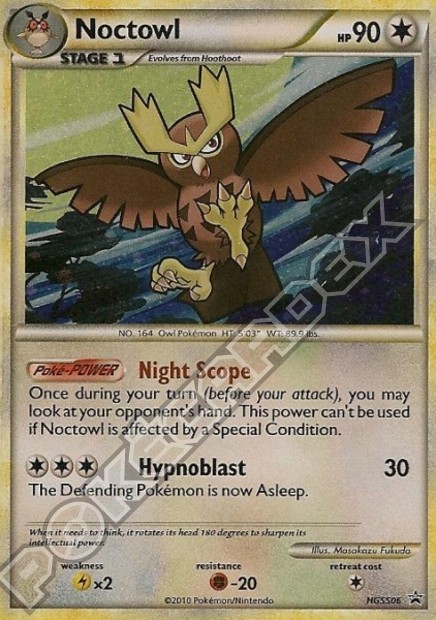 Noctowl HP 90
STAGE 1 Evolves from Hoothoot
NO. 164 Owl Pokémon HT: 5'03" WT: 89.9 lbs.
Poké-POWER Night Scope
Once during your turn (before your attack), you may
look at your opponent's hand. This power can't be used
if Noctowl is affected by a Special Condition.
Hypnoblast 30
The Defending Pokémon is now Asleep.
When it needs to think, it rotates its head 180 degrees to sharpen its
intellectual power.
Illus. Masakazu Fukuda
weakness resistance retreat cost
×2 -20
©2010 Pokémon/Nintendo HGSS06
POKECARDEX